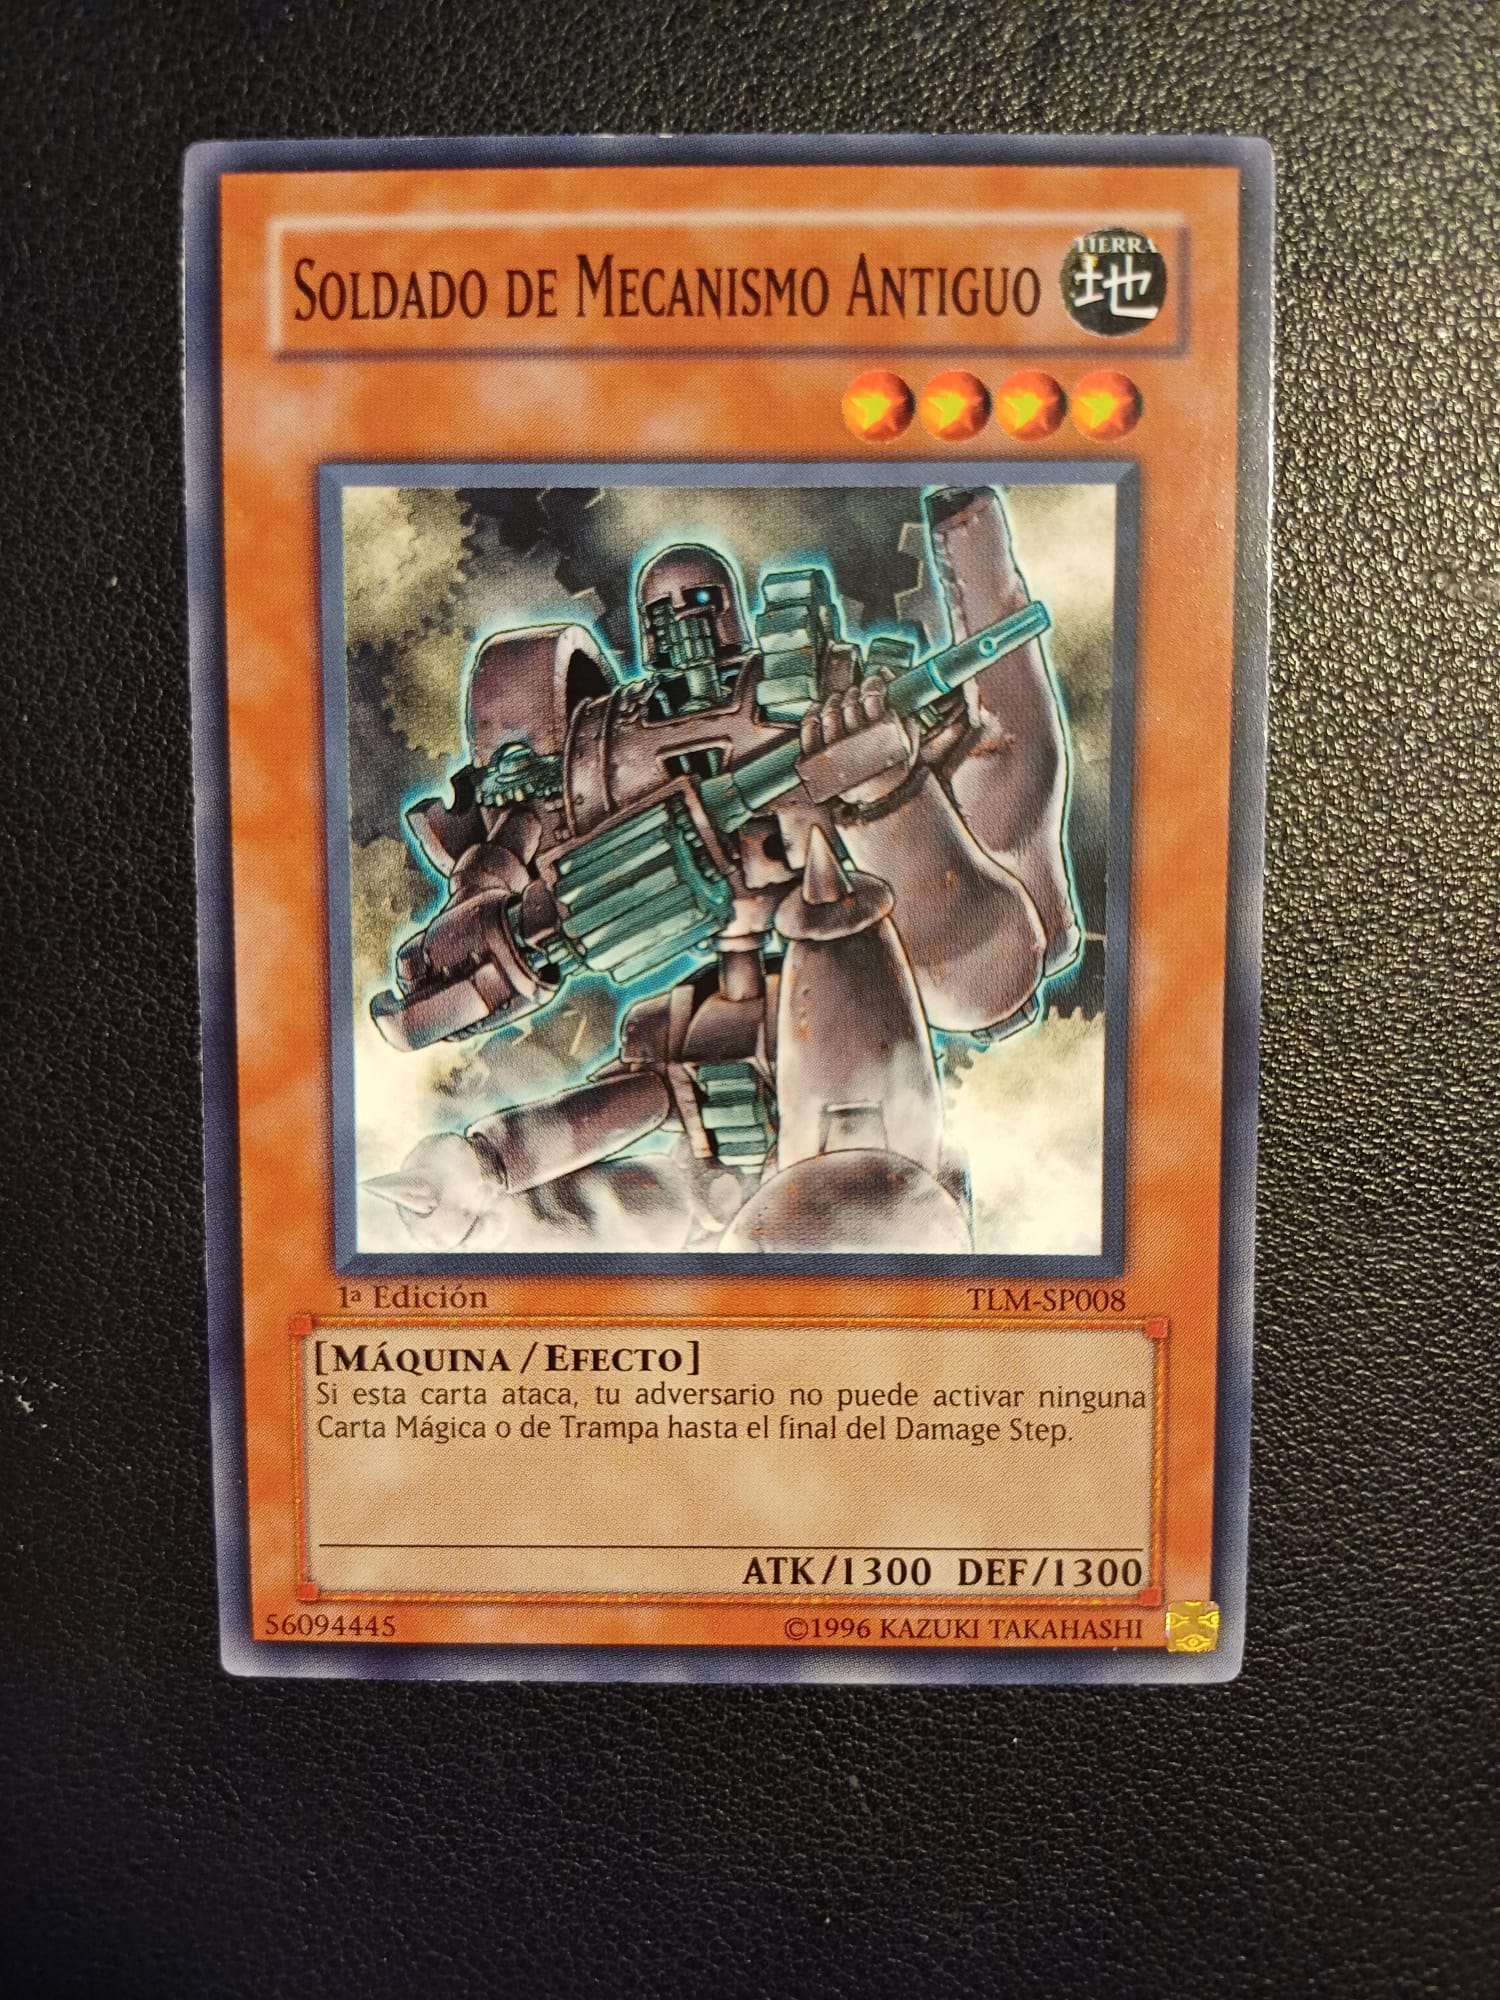 SOLDADO DE MECANISMO ANTIGUO
TIERRA
地
1ª Edición
TLM-SP008
[MÁQUINA / EFECTO]
Si esta carta ataca, tu adversario no puede activar ninguna
Carta Mágica o de Trampa hasta el final del Damage Step.
ATK/1300 DEF/1300
56094445
©1996 KAZUKI TAKAHASHI